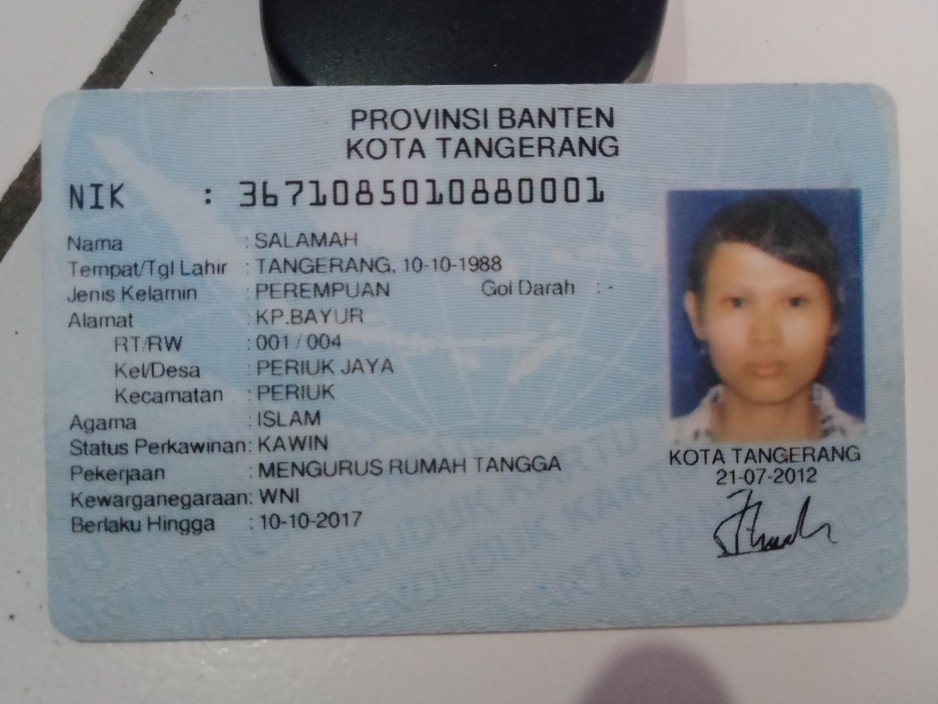 PROVINSI BANTEN
KOTA TANGERANG
NIK : 3671085010880001
Nama : SALAMAH
Tempat/Tgl Lahir : TANGERANG, 10-10-1988
Jenis Kelamin : PEREMPUAN Gol Darah : -
Alamat : KP.BAYUR
RT/RW : 001 / 004
Kel/Desa : PERIUK JAYA
Kecamatan : PERIUK
Agama : ISLAM
Status Perkawinan: KAWIN
Pekerjaan : MENGURUS RUMAH TANGGA
Kewarganegaraan: WNI
Berlaku Hingga : 10-10-2017
KOTA TANGERANG
21-07-2012